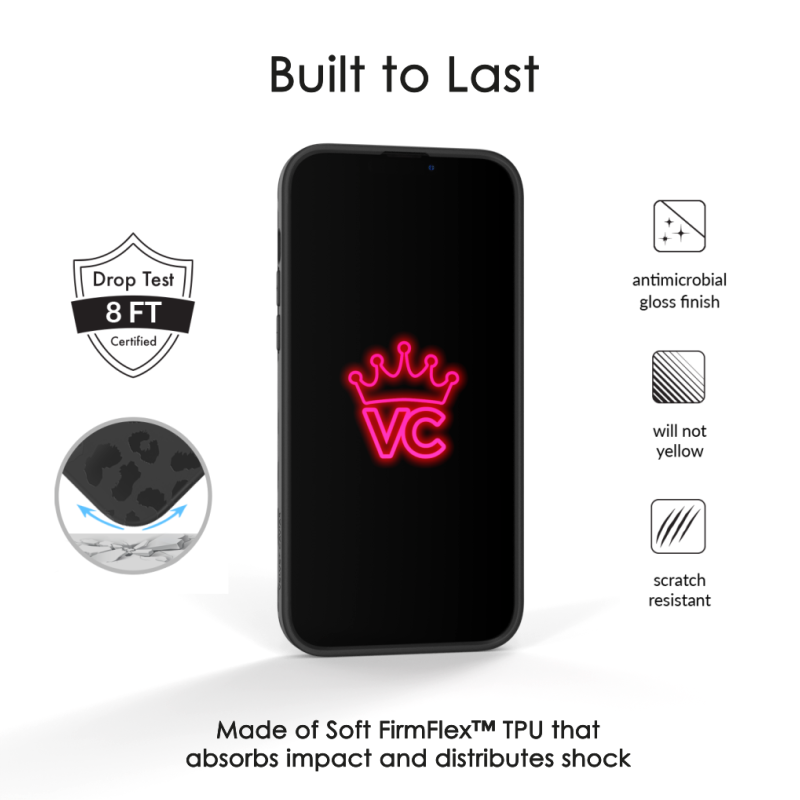 Built to Last
Drop Test
8 FT
Certified
VC
antimicrobial
gloss finish
will not
yellow
scratch
resistant
Made of Soft FirmFlex™ TPU that
absorbs impact and distributes shock